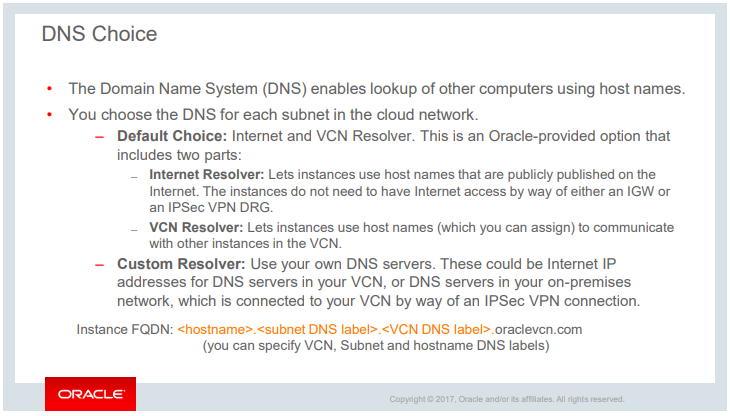 DNS Choice
• The Domain Name System (DNS) enables lookup of other computers using host names.
• You choose the DNS for each subnet in the cloud network.
– Default Choice: Internet and VCN Resolver. This is an Oracle-provided option that
includes two parts:
– Internet Resolver: Lets instances use host names that are publicly published on the
Internet. The instances do not need to have Internet access by way of either an IGW or
an IPSec VPN DRG.
– VCN Resolver: Lets instances use host names (which you can assign) to communicate
with other instances in the VCN.
– Custom Resolver: Use your own DNS servers. These could be Internet IP
addresses for DNS servers in your VCN, or DNS servers in your on-premises
network, which is connected to your VCN by way of an IPSec VPN connection.
Instance FQDN: <hostname>.<subnet DNS label>.<VCN DNS label>.oraclevcn.com
(you can specify VCN, Subnet and hostname DNS labels)
ORACLE®
Copyright © 2017, Oracle and/or its affiliates. All rights reserved.